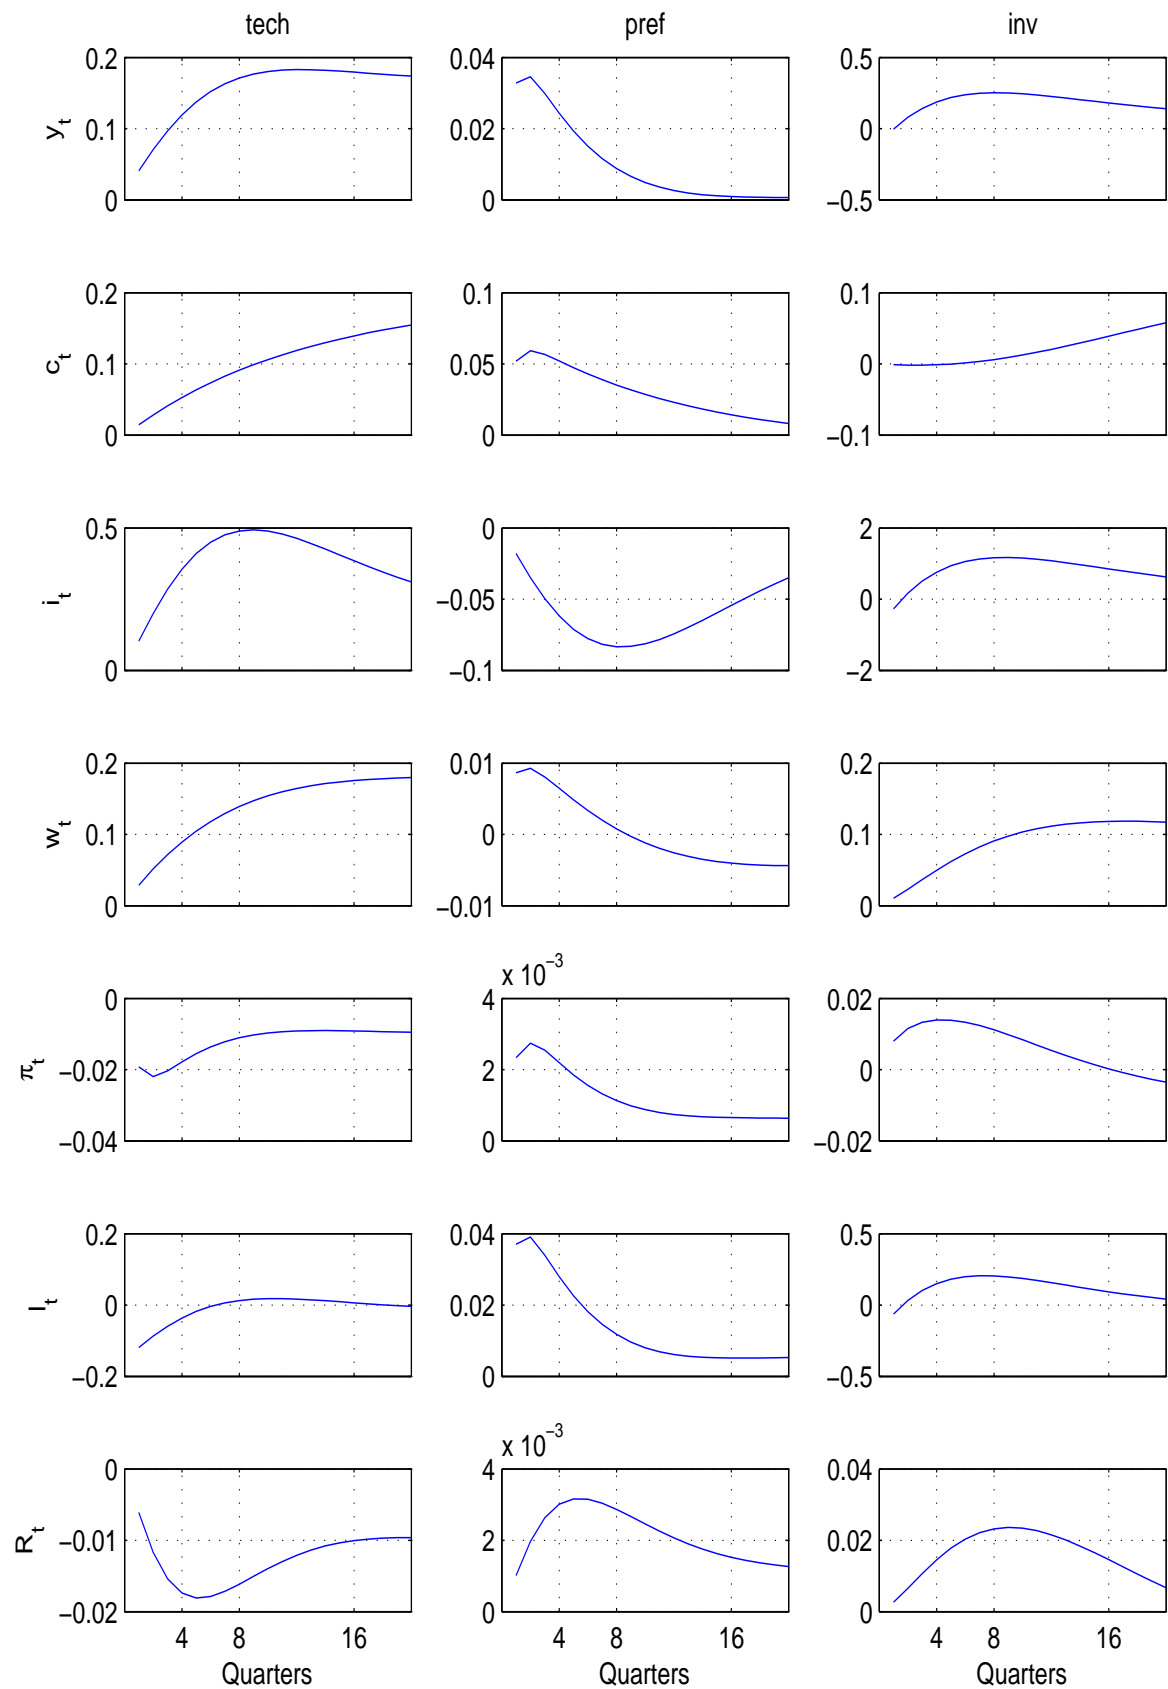 tech pref inv
0.2 0.04 0.5
y_t 0.1 0.02 0
0 0 −0.5
0.2 0.1 0.1
c_t 0.1 0.05 0
0 0 −0.1
0.5 0 2
i_t −0.05 0
0 −0.1 −2
0.2 0.01 0.2
w_t 0.1 0 0.1
0 −0.01 0
x 10^−3
0 4 0.02
π_t −0.02 2 0
−0.04 0 −0.02
0.2 0.04 0.5
l_t 0 0.02 0
−0.2 0 −0.5
x 10^−3
0 4 0.04
R_t −0.01 2 0.02
−0.02 0 0
4 8 16 4 8 16 4 8 16
Quarters Quarters Quarters